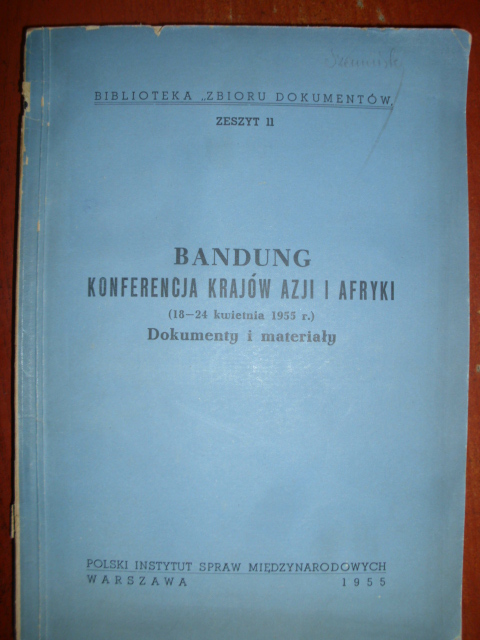 BIBLIOTEKA „ZBIORU DOKUMENTÓW
ZESZYT 11
BANDUNG
KONFERENCJA KRAJÓW AZJI I AFRYKI
(18—24 kwietnia 1955 r.)
Dokumenty i materiały
POLSKI INSTYTUT SPRAW MIĘDZYNARODOWYCH
WARSZAWA 1955